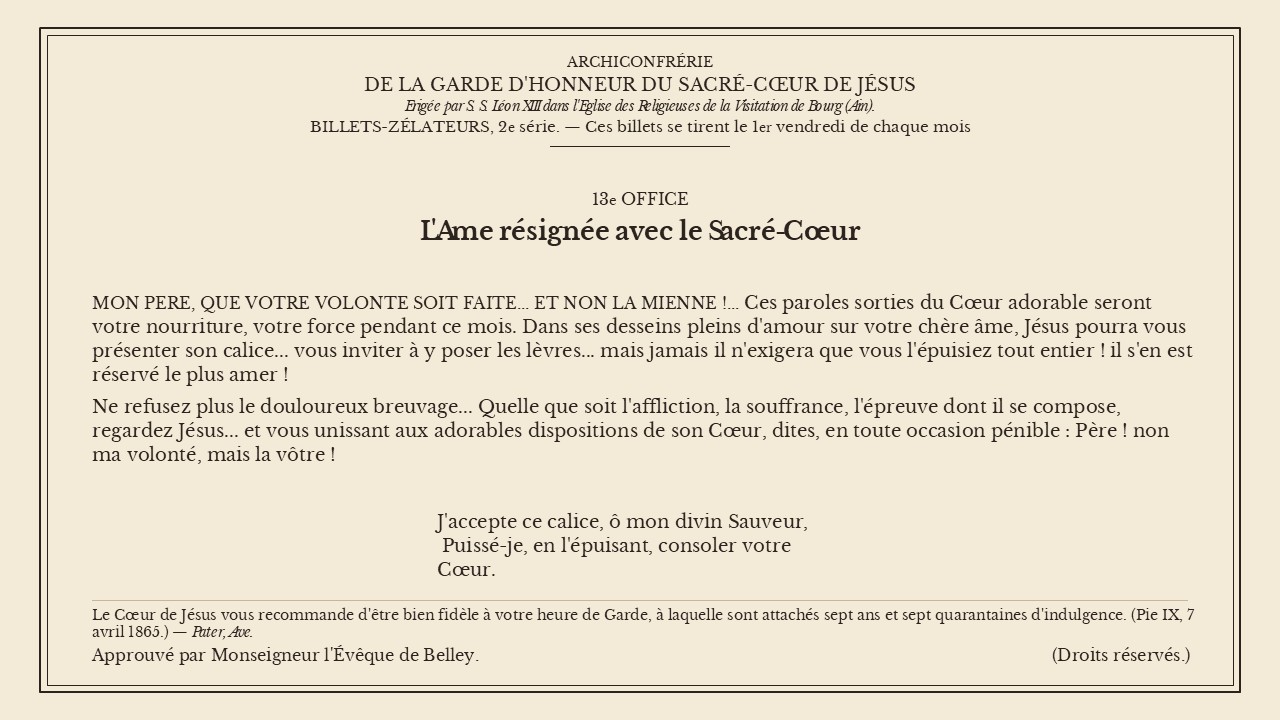 ARCHICONFRÉRIE
DE LA GARDE D'HONNEUR DU SACRÉ-CŒUR DE JÉSUS
Erigée par S. S. Léon XIII dans l'Eglise des Religieuses de la Visitation de Bourg (Ain).
BILLETS-ZÉLATEURS, 2e série. — Ces billets se tirent le 1er vendredi de chaque mois
13e OFFICE
L'Ame résignée avec le Sacré-Cœur
MON PERE, QUE VOTRE VOLONTE SOIT FAITE... ET NON LA MIENNE !... Ces paroles sorties du Cœur adorable seront
votre nourriture, votre force pendant ce mois. Dans ses desseins pleins d'amour sur votre chère âme, Jésus pourra vous
présenter son calice... vous inviter à y poser les lèvres... mais jamais il n'exigera que vous l'épuisiez tout entier ! il s'en est
réservé le plus amer !
Ne refusez plus le douloureux breuvage... Quelle que soit l'affliction, la souffrance, l'épreuve dont il se compose,
regardez Jésus... et vous unissant aux adorables dispositions de son Cœur, dites, en toute occasion pénible : Père ! non
ma volonté, mais la vôtre !
J'accepte ce calice, ô mon divin Sauveur,
Puissé-je, en l'épuisant, consoler votre
Cœur.
Le Cœur de Jésus vous recommande d'être bien fidèle à votre heure de Garde, à laquelle sont attachés sept ans et sept quarantaines d'indulgence. (Pie IX, 7
avril 1865.) — Pater, Ave.
Approuvé par Monseigneur l'Évêque de Belley. (Droits réservés.)